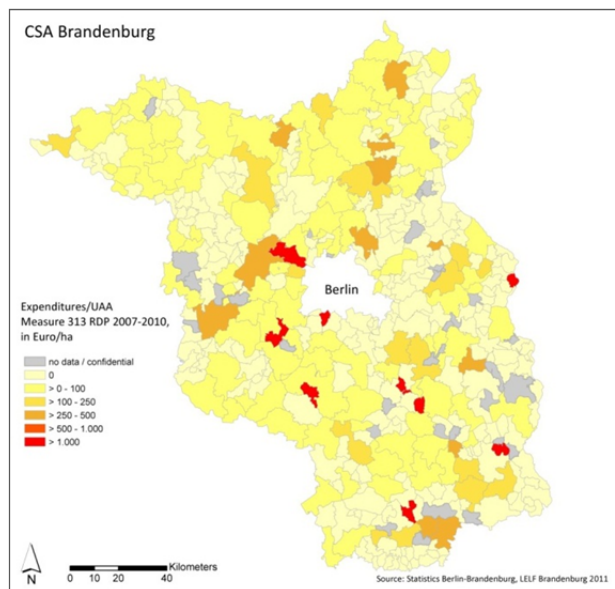 CSA Brandenburg
Berlin
Expenditures/UAA
Measure 313 RDP 2007-2010,
in Euro/ha
no data / confidential
0
> 0 - 100
> 100 - 250
> 250 - 500
> 500 - 1.000
> 1.000
N
Kilometers
0 10 20 40
Source: Statistics Berlin-Brandenburg, LELF Brandenburg 2011